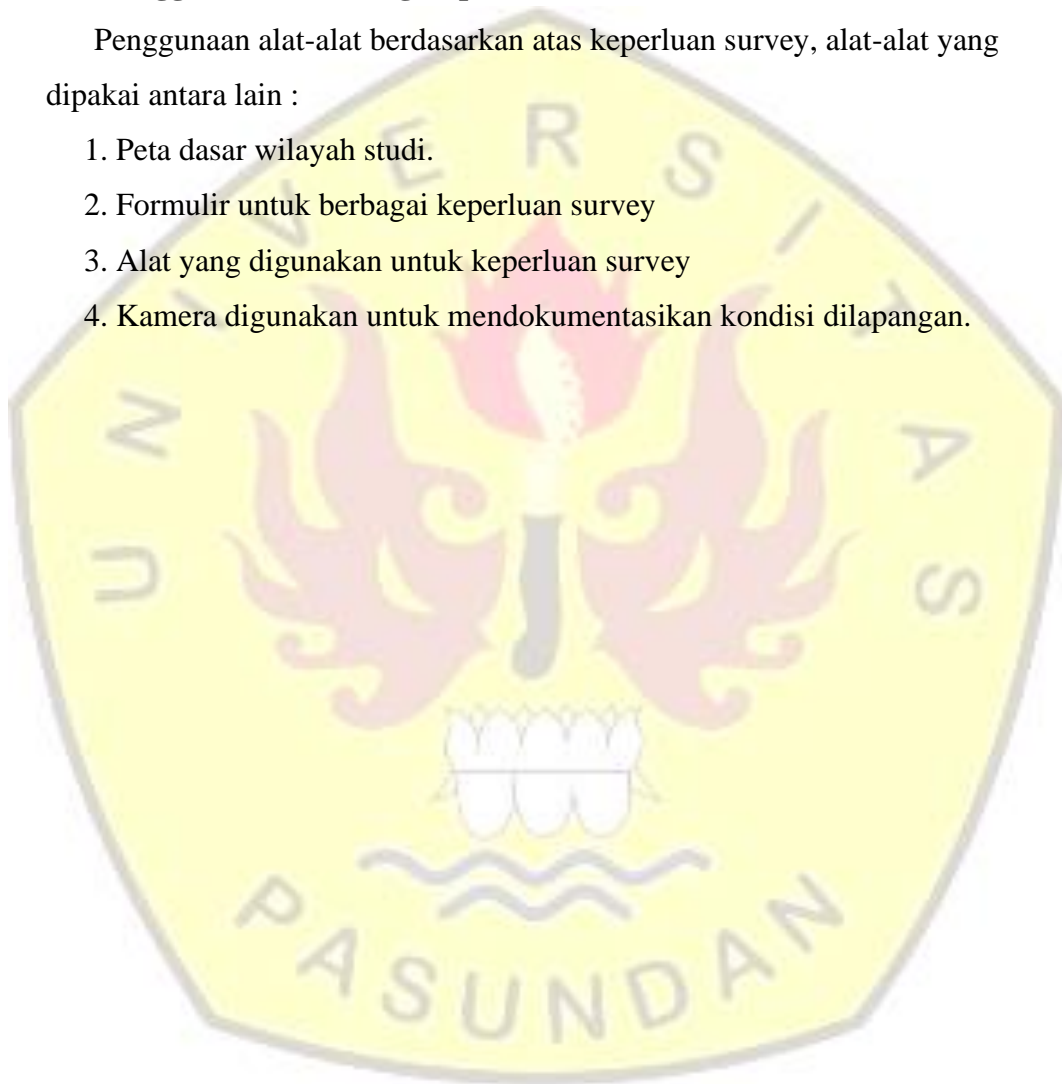 Penggunaan alat-alat berdasarkan atas keperluan survey, alat-alat yang
dipakai antara lain :
1. Peta dasar wilayah studi.
2. Formulir untuk berbagai keperluan survey
3. Alat yang digunakan untuk keperluan survey
4. Kamera digunakan untuk mendokumentasikan kondisi dilapangan.
UNIVERSITAS
PASUNDAN